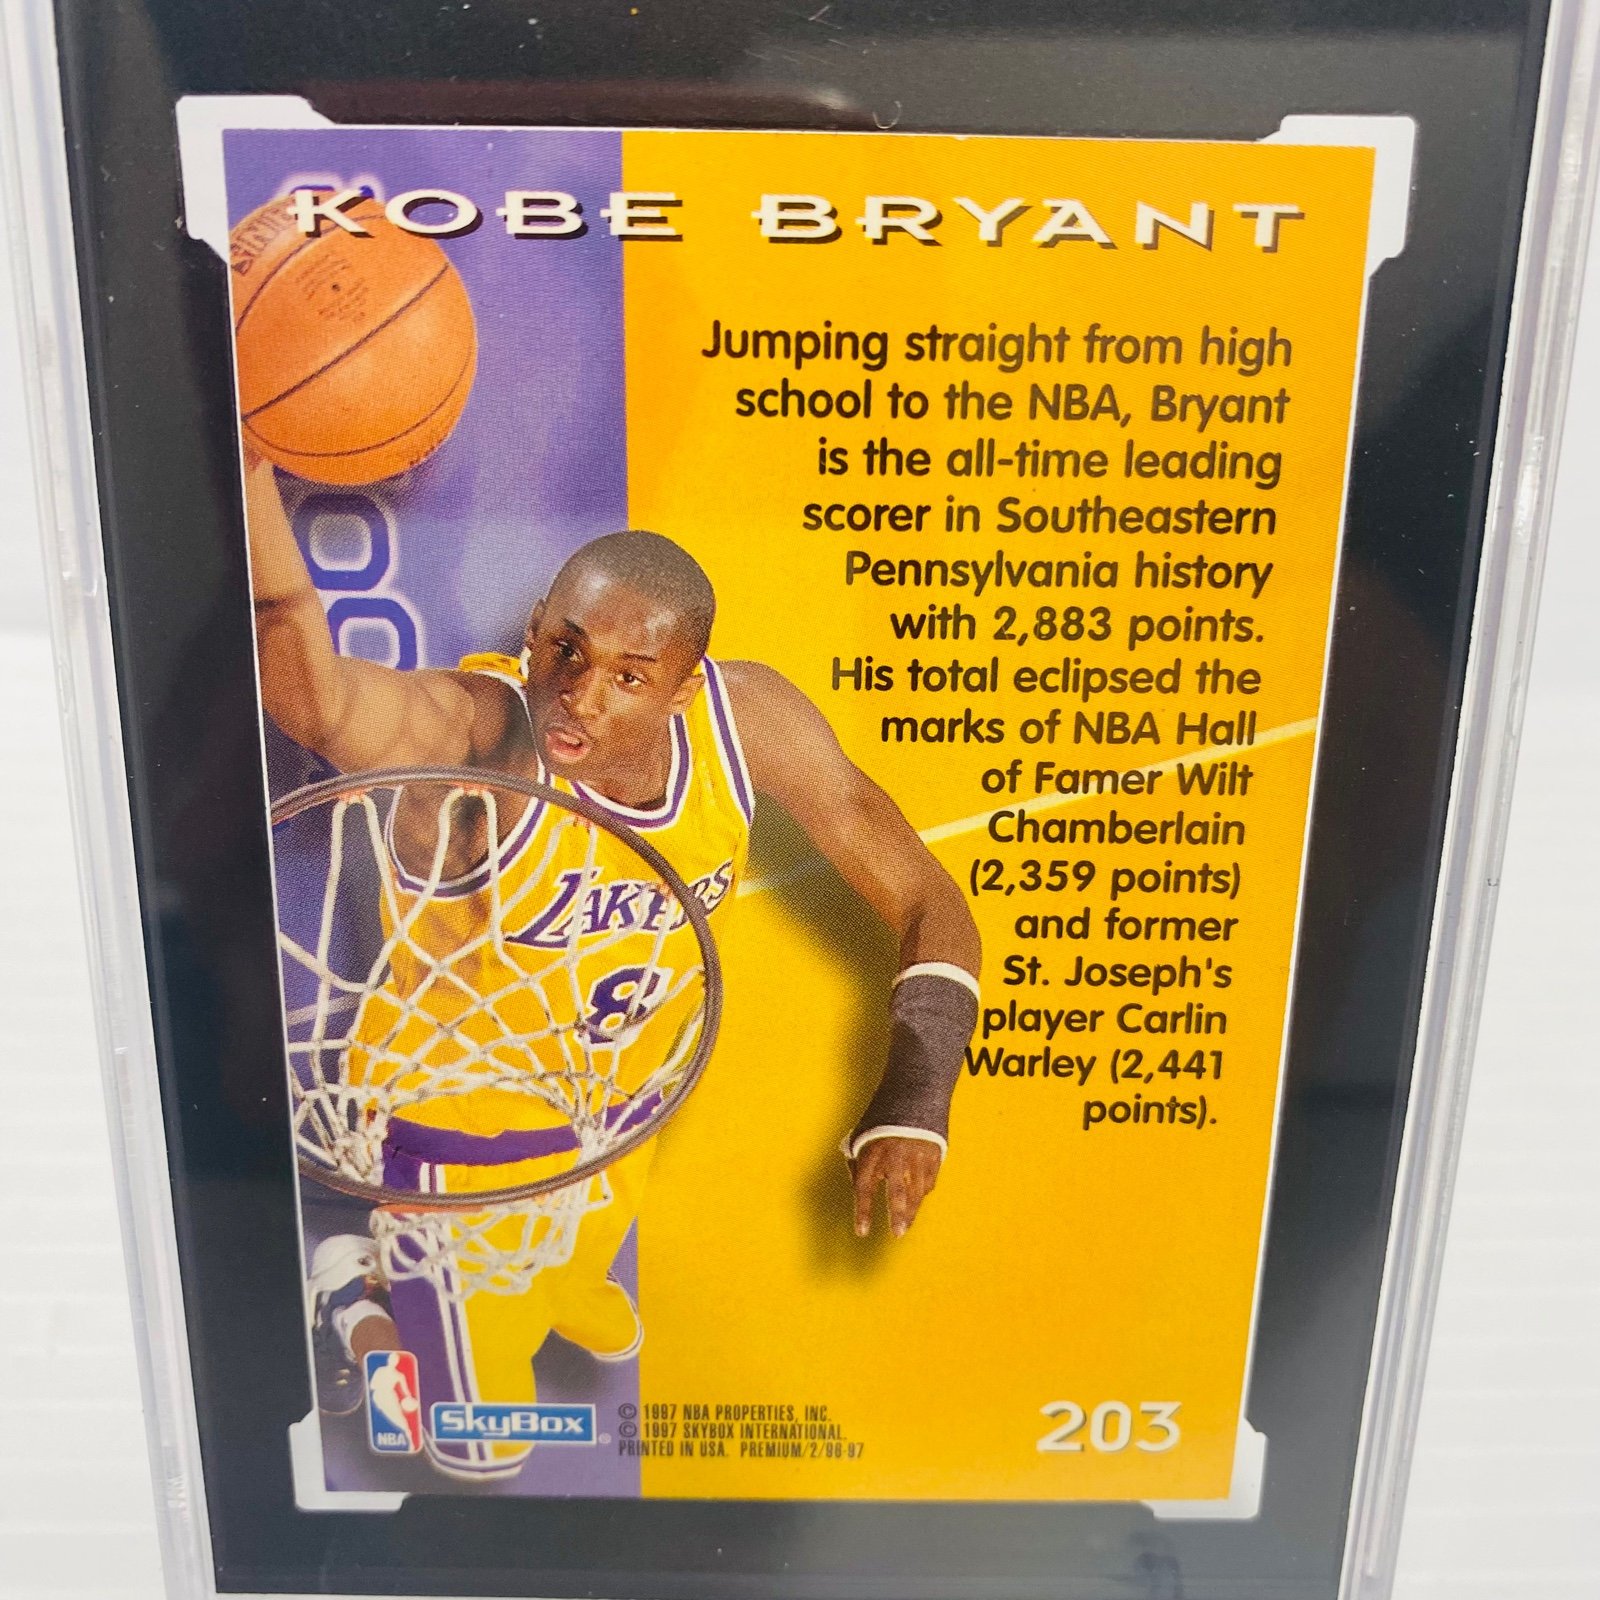 KOBE BRYANT
Jumping straight from high
school to the NBA, Bryant
is the all-time leading
scorer in Southeastern
Pennsylvania history
with 2,883 points.
His total eclipsed the
marks of NBA Hall
of Famer Wilt
Chamberlain
(2,359 points)
and former
St. Joseph's
player Carlin
Warley (2,441
points).
LAKERS
8
NBA
SkyBox®
© 1997 NBA PROPERTIES, INC.
© 1997 SKYBOX INTERNATIONAL.
PRINTED IN USA. PREMIUM/2/96-97
203